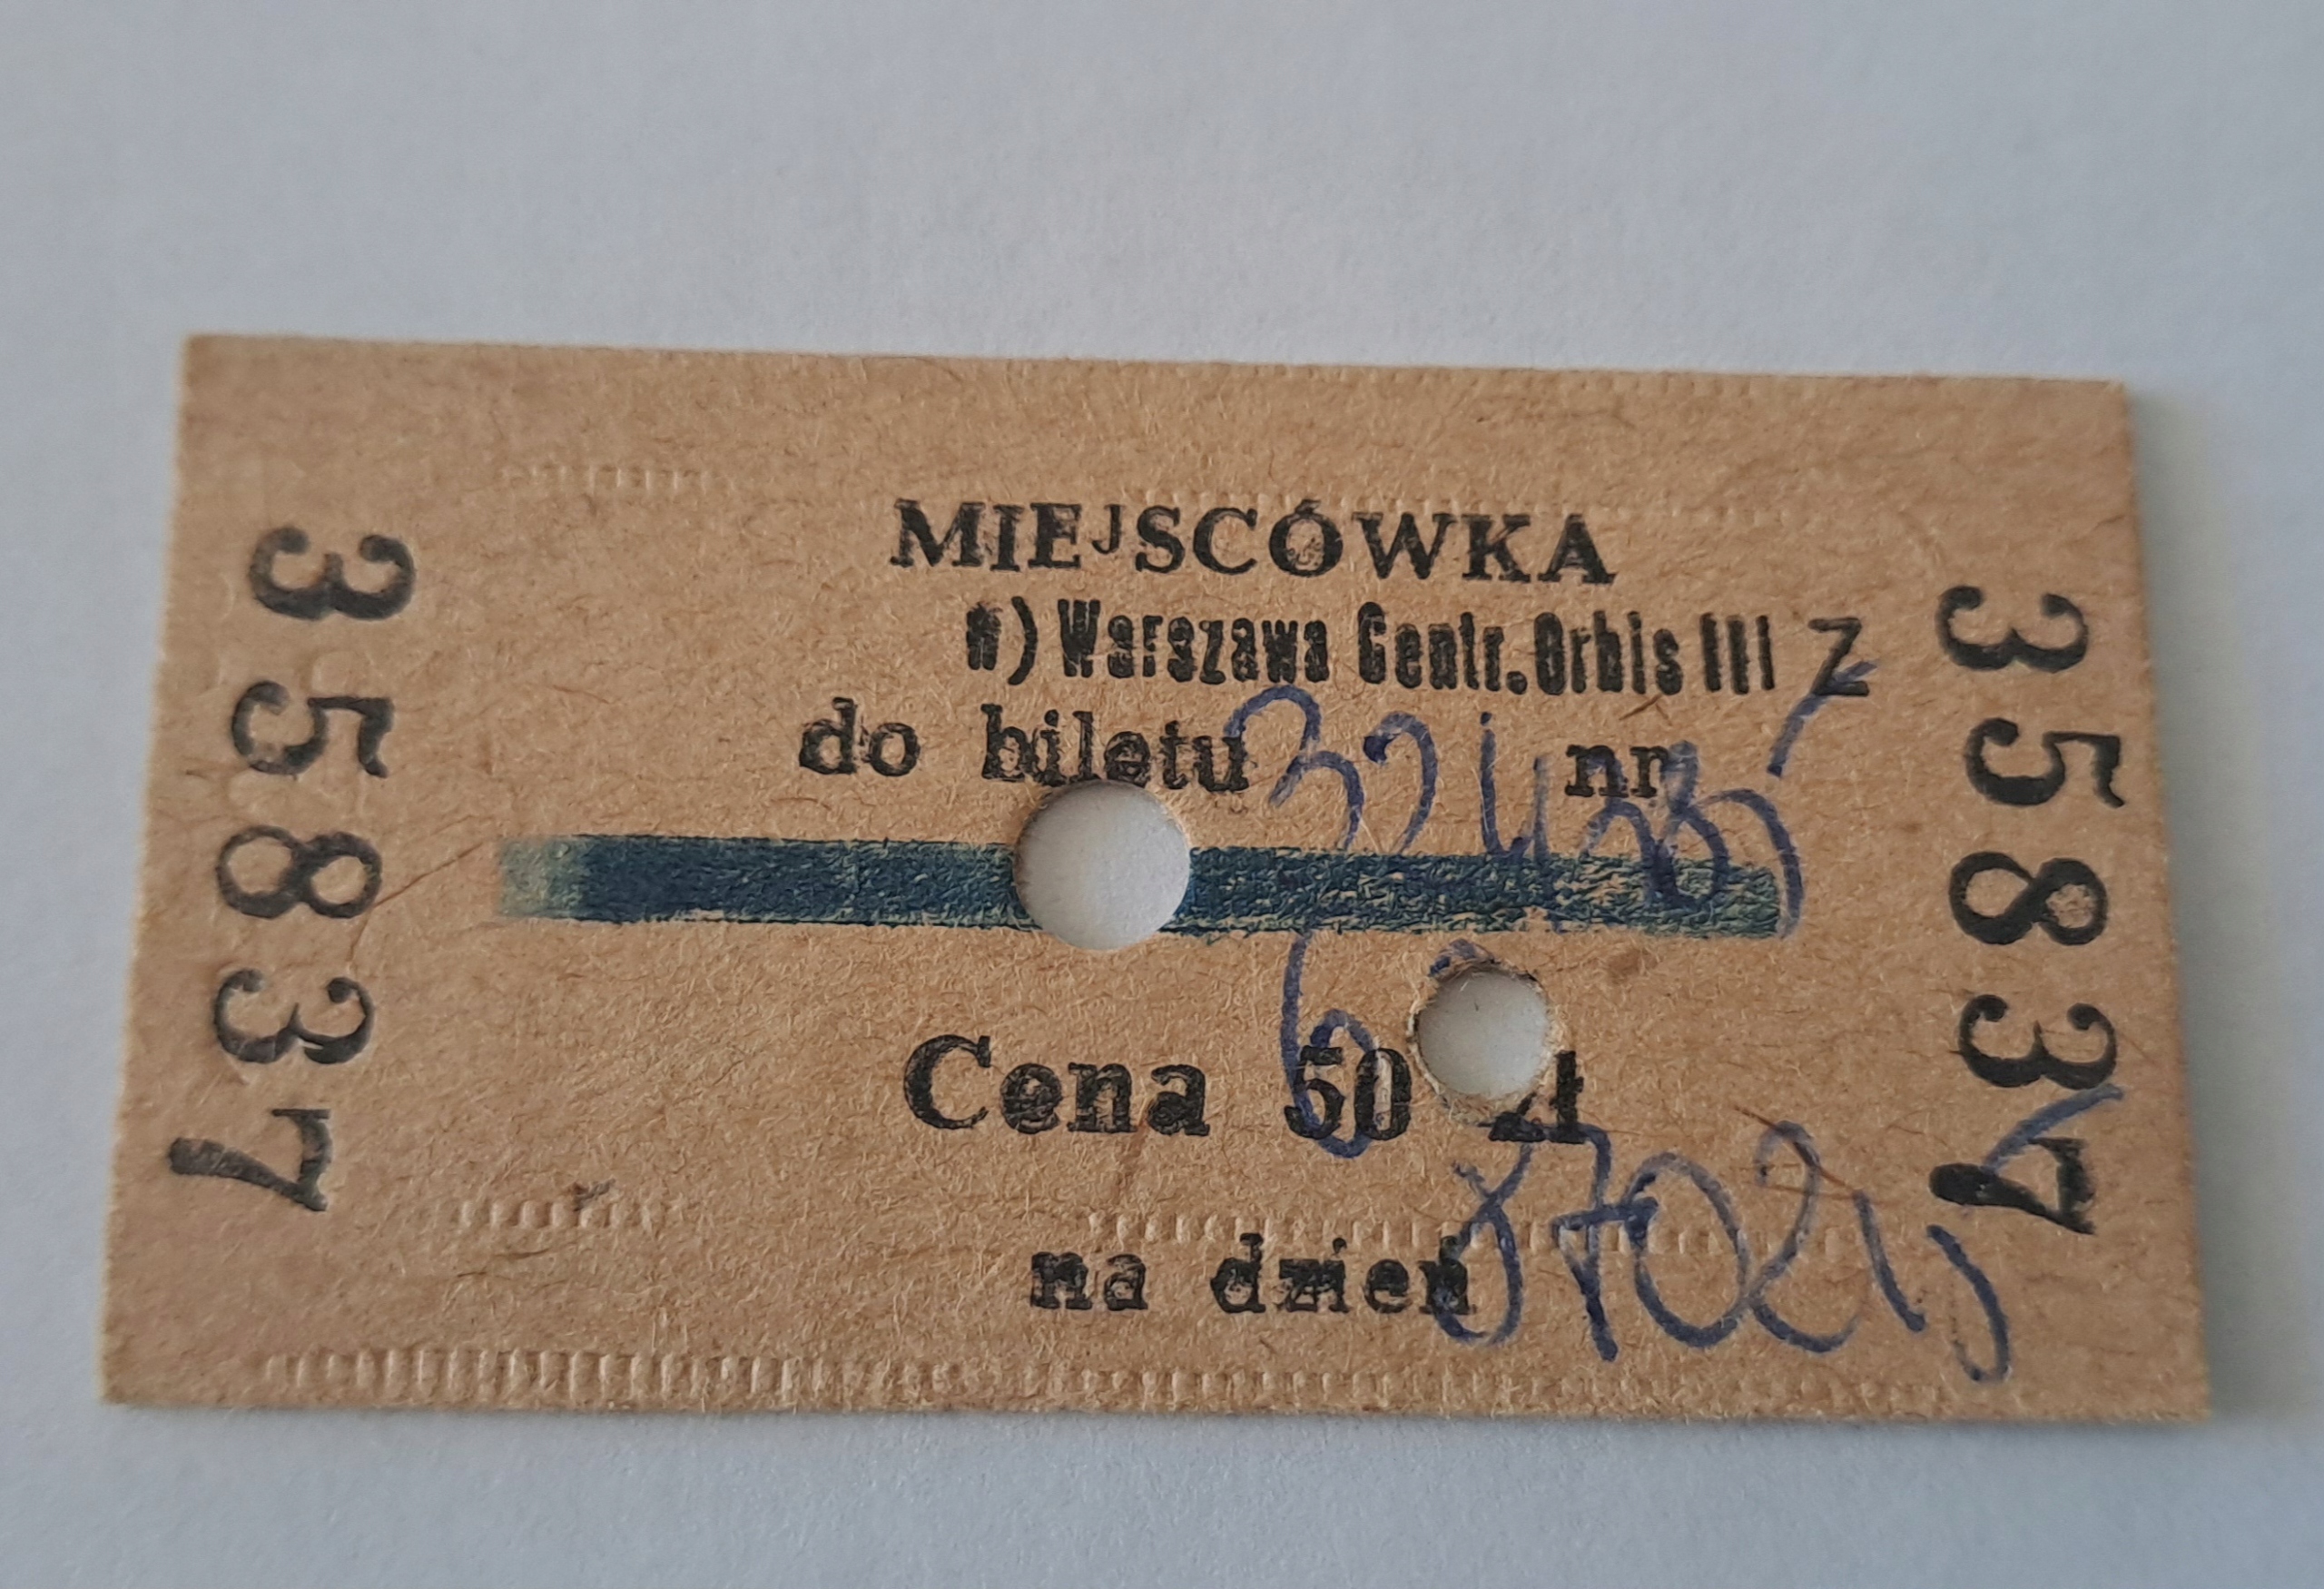 MIEJSCÓWKA
w) Warszawa Centr. Orbis III Z
do biletu nr
Cena 50 zł
na dzień
35837
35837